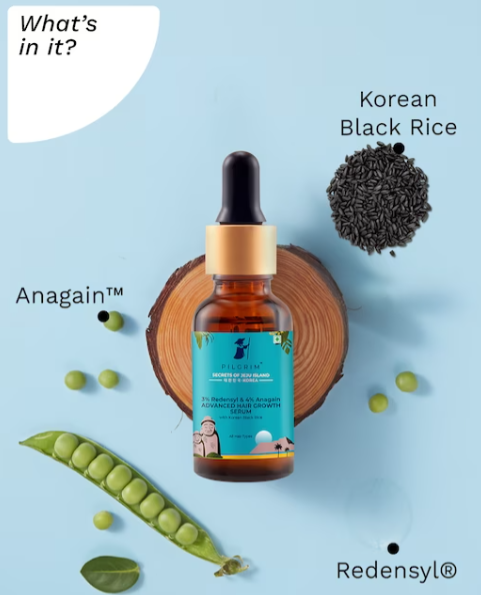 What's
in it?
Korean
Black Rice
Anagain™
PILGRIM
SECRETS OF JEJU ISLAND
KOREA
3% Redensyl & 4% Anagain
ADVANCED HAIR GROWTH
SERUM
Redensyl®